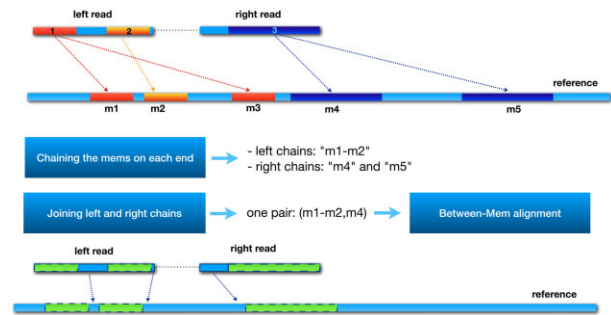 left read
right read
1
2
3
reference
m1
m2
m3
m4
m5
Chaining the mems on each end
- left chains: "m1-m2"
- right chains: "m4" and "m5"
Joining left and right chains
one pair: (m1-m2,m4)
Between-Mem alignment
left read
right read
reference